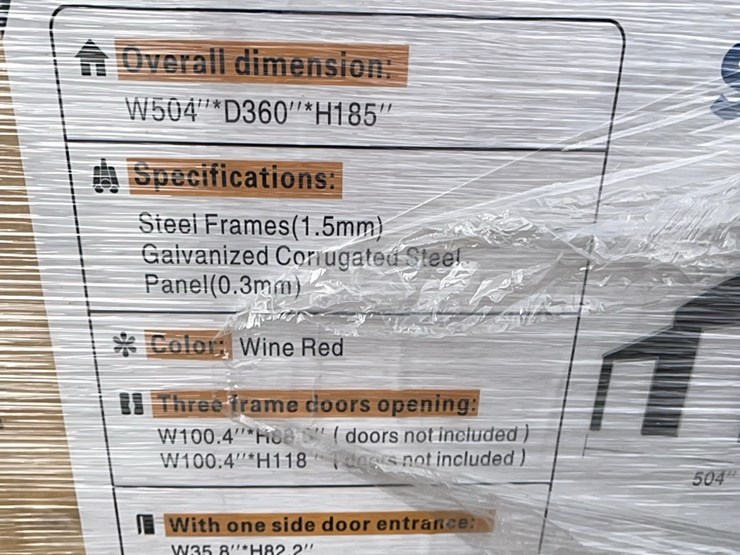 Overall dimension:
W504"*D360"*H185"
Specifications:
Steel Frames(1.5mm)
Galvanized Corrugated Steel
Panel(0.3mm)
Color: Wine Red
Three frame doors opening:
W100.4"* (doors not included)
W100.4"*H118 not included)
504"
With one side door entrance:
W35.8"*H82.2"